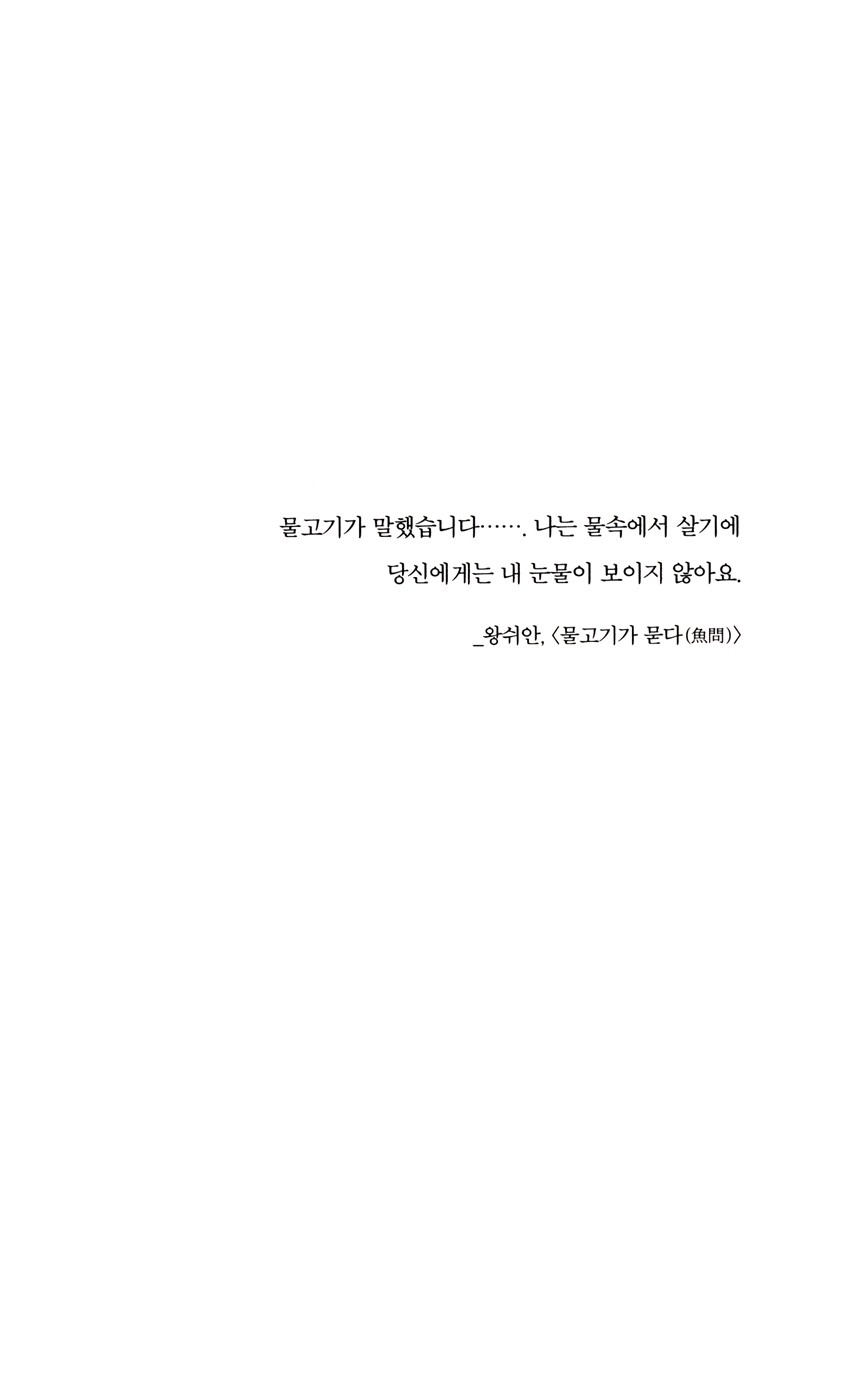 물고기가 말했습니다……. 나는 물속에서 살기에
당신에게는 내 눈물이 보이지 않아요.
_왕쉬안, 〈물고기가 묻다(魚問)〉